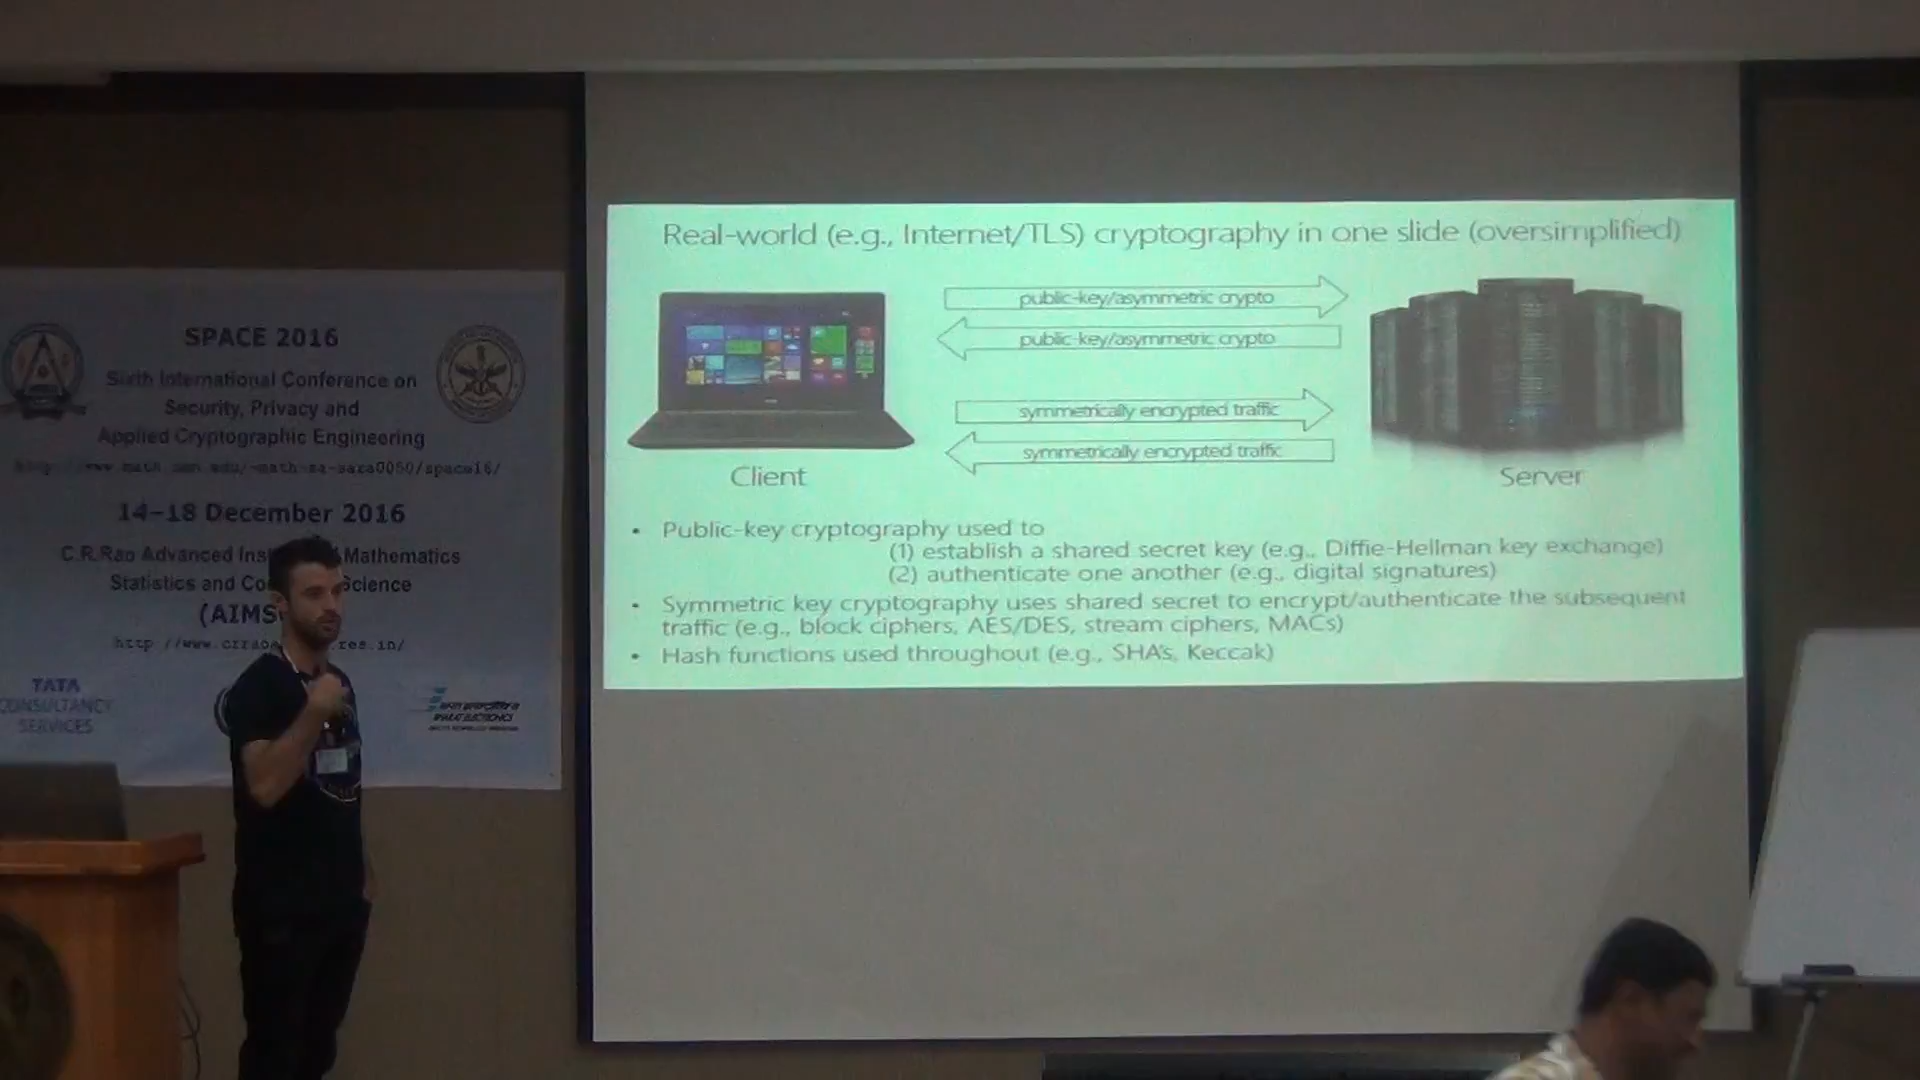 SPACE 2016
Sixth International Conference on
Security, Privacy and
Applied Cryptographic Engineering
14-18 December 2016
C.R.Rao Advanced Mathematics
Statistics and Science
(AIMS
TATA
CONSULTANCY
SERVICES
BHARAT ELECTRONICS
Real-world (e.g., Internet/TLS) cryptography in one slide (oversimplified)
public-key/asymmetric crypto
public-key/asymmetric crypto
symmetrically encrypted traffic
symmetrically encrypted traffic
Client
Server
• Public-key cryptography used to
(1) establish a shared secret key (e.g., Diffie-Hellman key exchange)
(2) authenticate one another (e.g., digital signatures)
• Symmetric key cryptography uses shared secret to encrypt/authenticate the subsequent
traffic (e.g., block ciphers, AES/DES, stream ciphers, MACs)
• Hash functions used throughout (e.g., SHA's, Keccak)